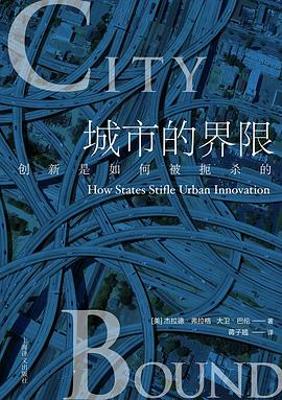 CITY
城市的界限
创新是如何被扼杀的
How States Stifle Urban Innovation
[美] 杰拉德·弗拉格 大卫·巴伦 著
蒋子翘 译
上海译文出版社
BOUND